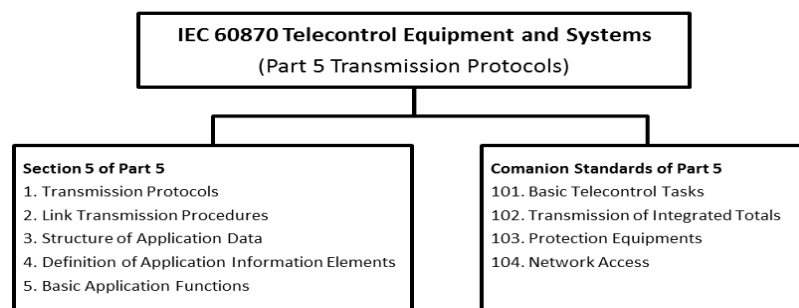 IEC 60870 Telecontrol Equipment and Systems
(Part 5 Transmission Protocols)
Section 5 of Part 5
1. Transmission Protocols
2. Link Transmission Procedures
3. Structure of Application Data
4. Definition of Application Information Elements
5. Basic Application Functions
Comanion Standards of Part 5
101. Basic Telecontrol Tasks
102. Transmission of Integrated Totals
103. Protection Equipments
104. Network Access